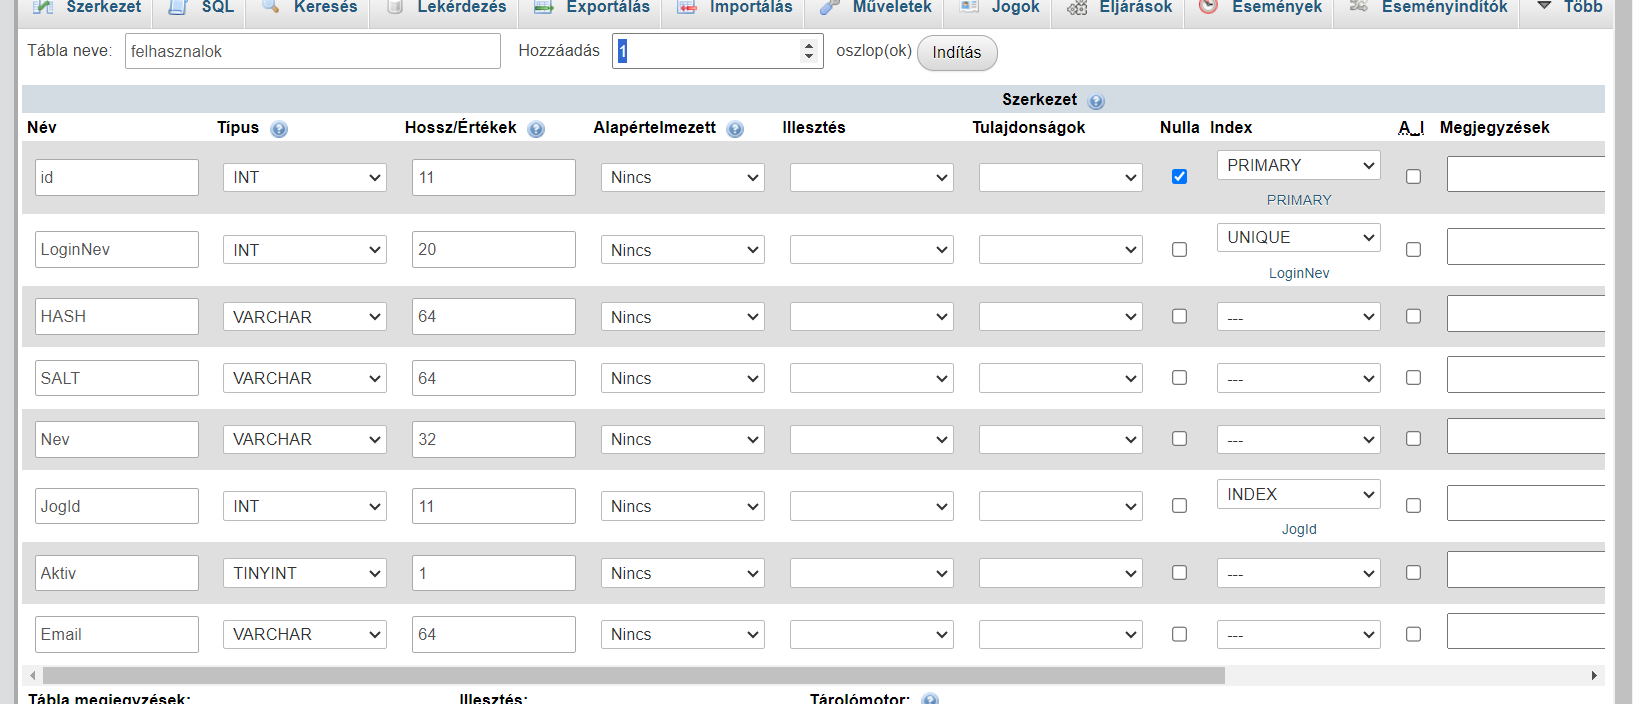 Szerkezet SQL Keresés Lekérdezés Exportálás Importálás Műveletek Jogok Eljárások Események Eseményindítók Több
Tábla neve: felhasznalok Hozzáadás 1 oszlop(ok) Indítás
Szerkezet
Név Típus Hossz/Értékek Alapértelmezett Illesztés Tulajdonságok Nulla Index A_I Megjegyzések
id INT 11 Nincs PRIMARY
PRIMARY
LoginNev INT 20 Nincs UNIQUE
LoginNev
HASH VARCHAR 64 Nincs ---
SALT VARCHAR 64 Nincs ---
Nev VARCHAR 32 Nincs ---
JogId INT 11 Nincs INDEX
JogId
Aktiv TINYINT 1 Nincs ---
Email VARCHAR 64 Nincs ---
Tábla megjegyzések: Illesztés: Tárolómotor: